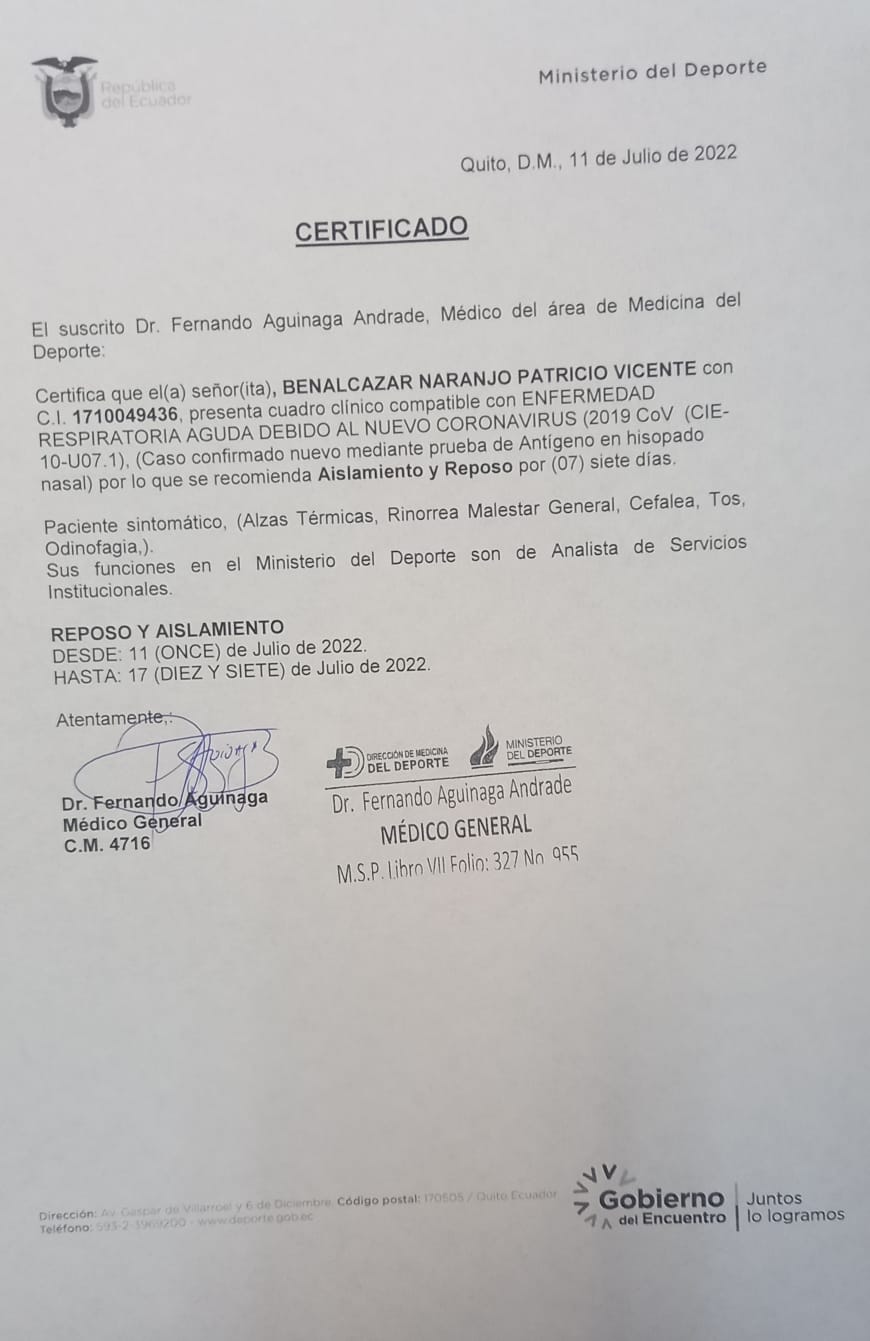 República
del Ecuador
Ministerio del Deporte
Quito, D.M., 11 de Julio de 2022
CERTIFICADO
El suscrito Dr. Fernando Aguinaga Andrade, Médico del área de Medicina del
Deporte:
Certifica que el(a) señor(ita), BENALCAZAR NARANJO PATRICIO VICENTE con
C.I. 1710049436, presenta cuadro clínico compatible con ENFERMEDAD
RESPIRATORIA AGUDA DEBIDO AL NUEVO CORONAVIRUS (2019 CoV (CIE-
10-U07.1), (Caso confirmado nuevo mediante prueba de Antígeno en hisopado
nasal) por lo que se recomienda Aislamiento y Reposo por (07) siete días.
Paciente sintomático, (Alzas Térmicas, Rinorrea Malestar General, Cefalea, Tos,
Odinofagia,).
Sus funciones en el Ministerio del Deporte son de Analista de Servicios
Institucionales.
REPOSO Y AISLAMIENTO
DESDE: 11 (ONCE) de Julio de 2022.
HASTA: 17 (DIEZ Y SIETE) de Julio de 2022.
Atentamente,:
Dr. Fernando Aguinaga
Médico General
C.M. 4716
DIRECCIÓN DE MEDICINA
DEL DEPORTE
MINISTERIO
DEL DEPORTE
Dr. Fernando Aguinaga Andrade
MÉDICO GENERAL
M.S.P. Libro VII Folio: 327 No 955
Dirección: Av. Gaspar de Villarroel y 6 de Diciembre. Código postal: 170505 / Quito Ecuador
Teléfono: 593-2-3969200 - www.deporte.gob.ec
Gobierno
del Encuentro
Juntos
lo logramos